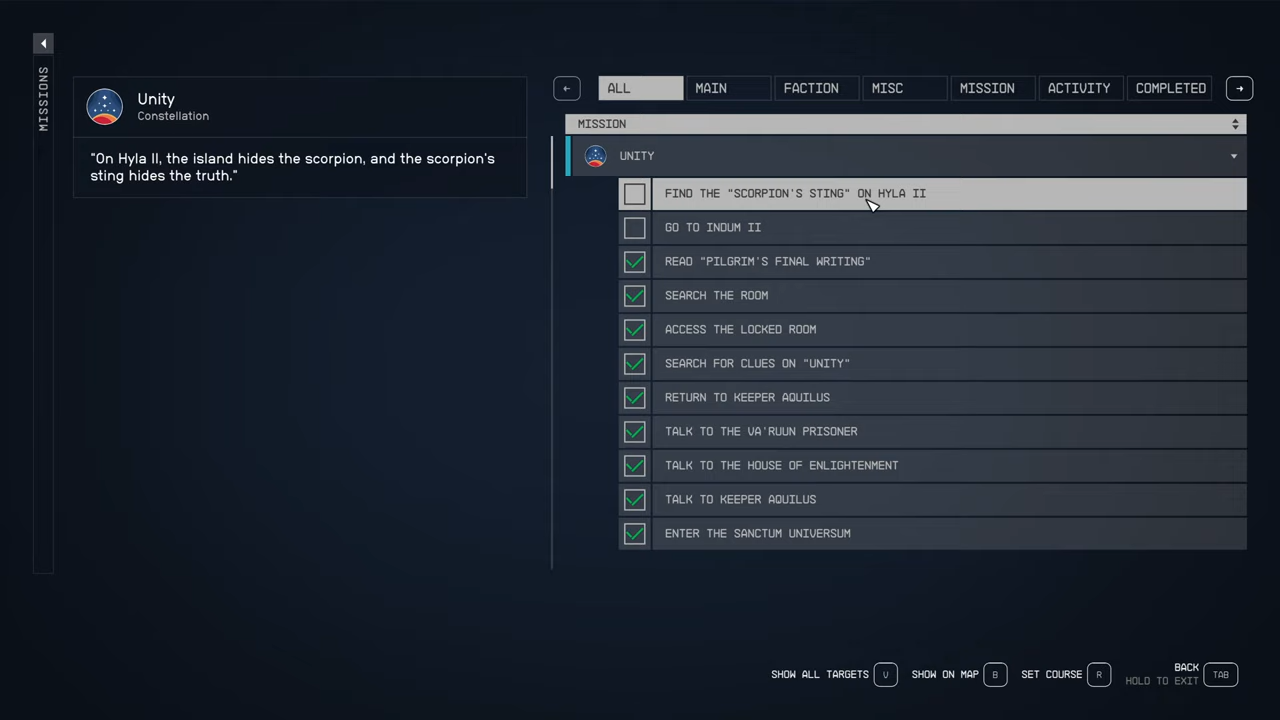 MISSIONS
Unity
Constellation
"On Hyla II, the island hides the scorpion, and the scorpion's
sting hides the truth."
ALL
MAIN
FACTION
MISC
MISSION
ACTIVITY
COMPLETED
MISSION
UNITY
FIND THE "SCORPION'S STING" ON HYLA II
GO TO INDUM II
READ "PILGRIM'S FINAL WRITING"
SEARCH THE ROOM
ACCESS THE LOCKED ROOM
SEARCH FOR CLUES ON "UNITY"
RETURN TO KEEPER AQUILUS
TALK TO THE VA'RUUN PRISONER
TALK TO THE HOUSE OF ENLIGHTENMENT
TALK TO KEEPER AQUILUS
ENTER THE SANCTUM UNIVERSUM
SHOW ALL TARGETS V
SHOW ON MAP B
SET COURSE R
BACK
HOLD TO EXIT TAB